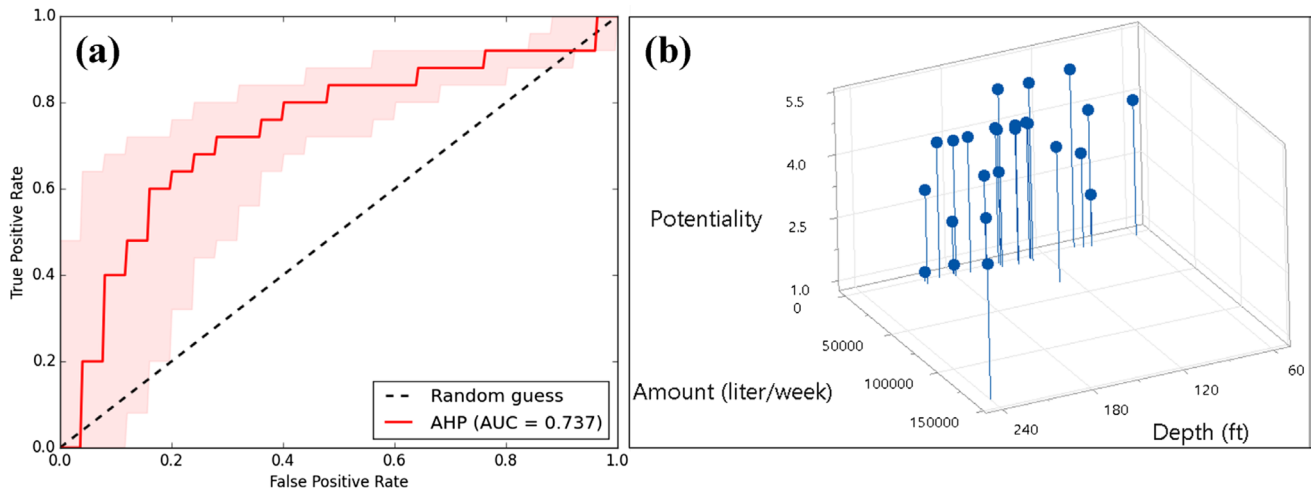 (a)
True Positive Rate
1.0
0.8
0.6
0.4
0.2
0.0
0.0 0.2 0.4 0.6 0.8 1.0
False Positive Rate
Random guess
AHP (AUC = 0.737)
(b)
Potentiality
5.5
4.0
2.5
1.0
0
50000
100000
150000
Amount (liter/week)
240
180
120
60
Depth (ft)